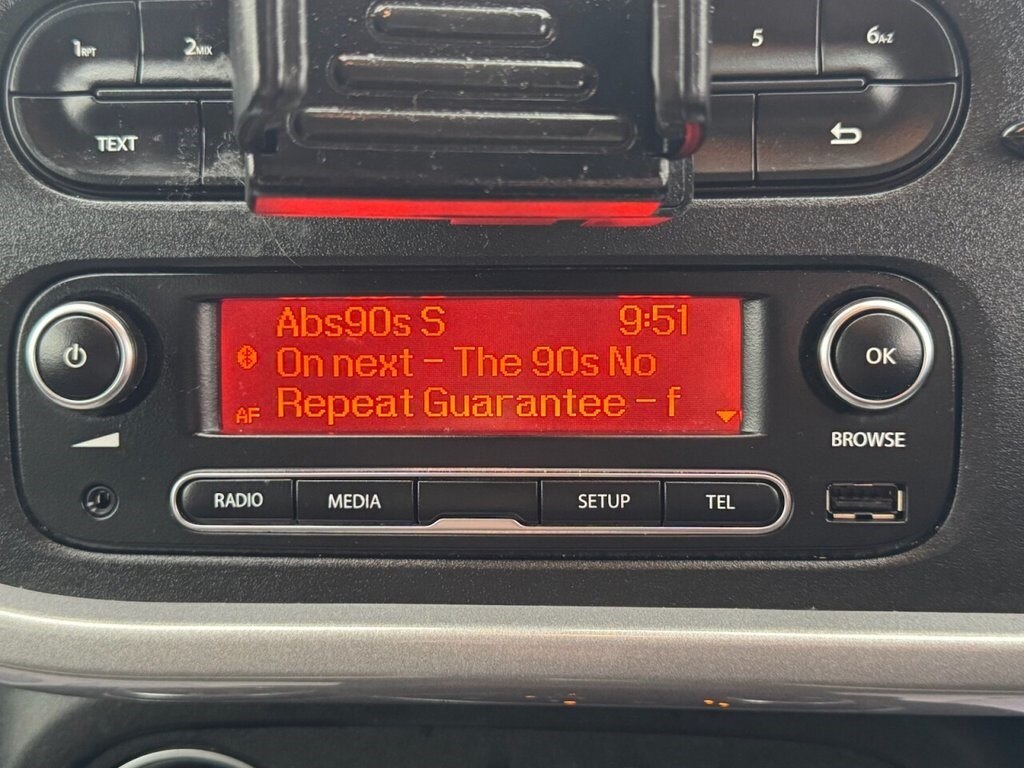 1RPT 2MIX 5 6A-Z
TEXT
Abs90s S 9:51
On next - The 90s No
AF Repeat Guarantee - f
OK
BROWSE
RADIO MEDIA SETUP TEL